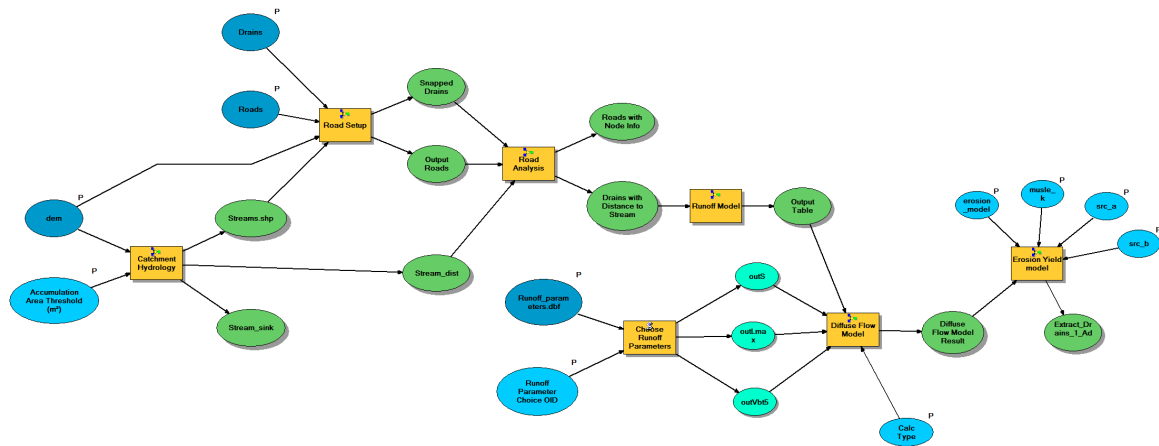 P
Drains
P
Roads
Road Setup
Snapped
Drains
Output
Roads
Road
Analysis
Roads with
Node Info
Drains with
Distance to
Stream
Runoff Model
Output
Table
P
dem
Streams.shp
Catchment
Hydrology
P
Accumulation
Area Threshold
(m²)
Stream_dist
Stream_sink
P
Runoff_param
eters.dbf
P
Runoff
Parameter
Choice OID
Choose
Runoff
Parameters
outS
outLma
x
outVbt5
Diffuse Flow
Model
P
Calc
Type
Diffuse
Flow Model
Result
P
erosion
_model
P
musle_
k
P
src_a
P
src_b
Erosion Yield
model
Extract_Dr
ains_1_Ad